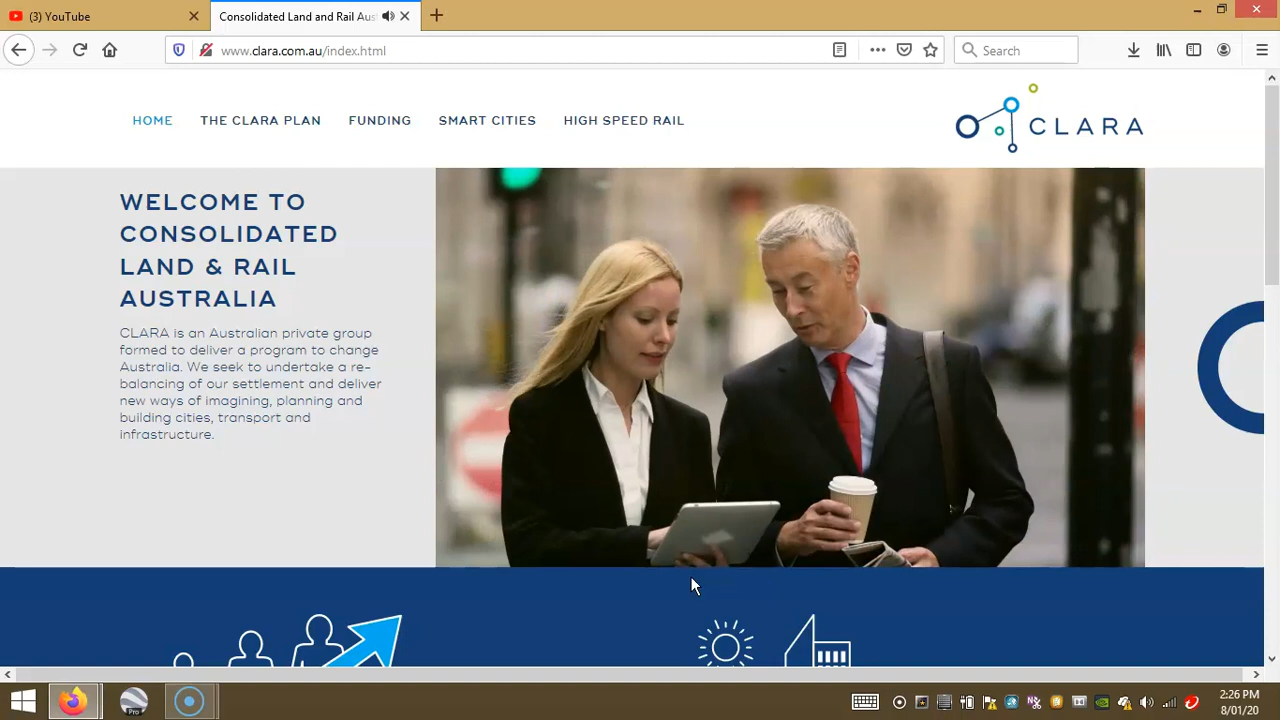 (3) YouTube
Consolidated Land and Rail Aus
www.clara.com.au/index.html
Search
HOME THE CLARA PLAN FUNDING SMART CITIES HIGH SPEED RAIL
CLARA
WELCOME TO
CONSOLIDATED
LAND & RAIL
AUSTRALIA
CLARA is an Australian private group
formed to deliver a program to change
Australia. We seek to undertake a re-
balancing of our settlement and deliver
new ways of imagining, planning and
building cities, transport and
infrastructure.
Pro
2:26 PM
8/01/20